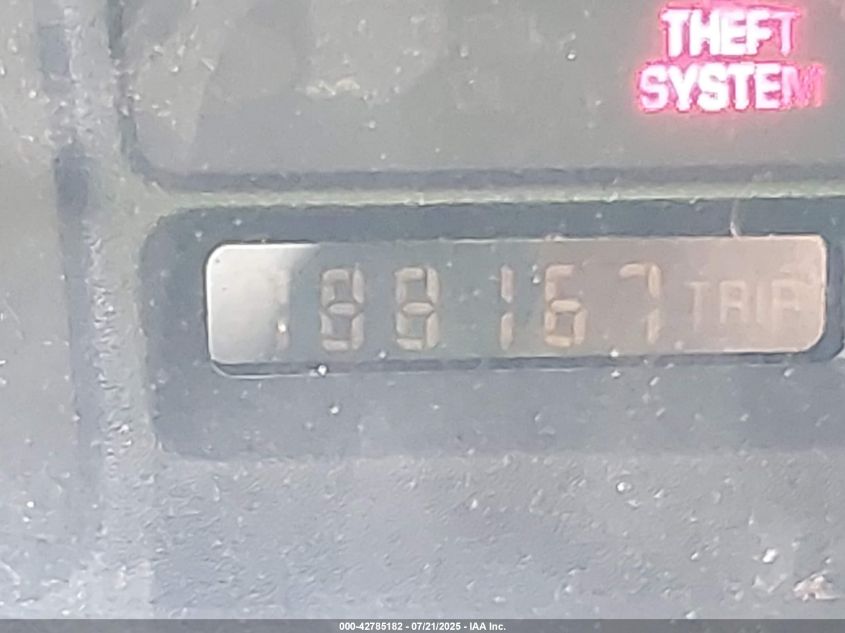 THEFT
SYSTEM
188167 TRIP
000-42785182 - 07/21/2025 - IAA Inc.